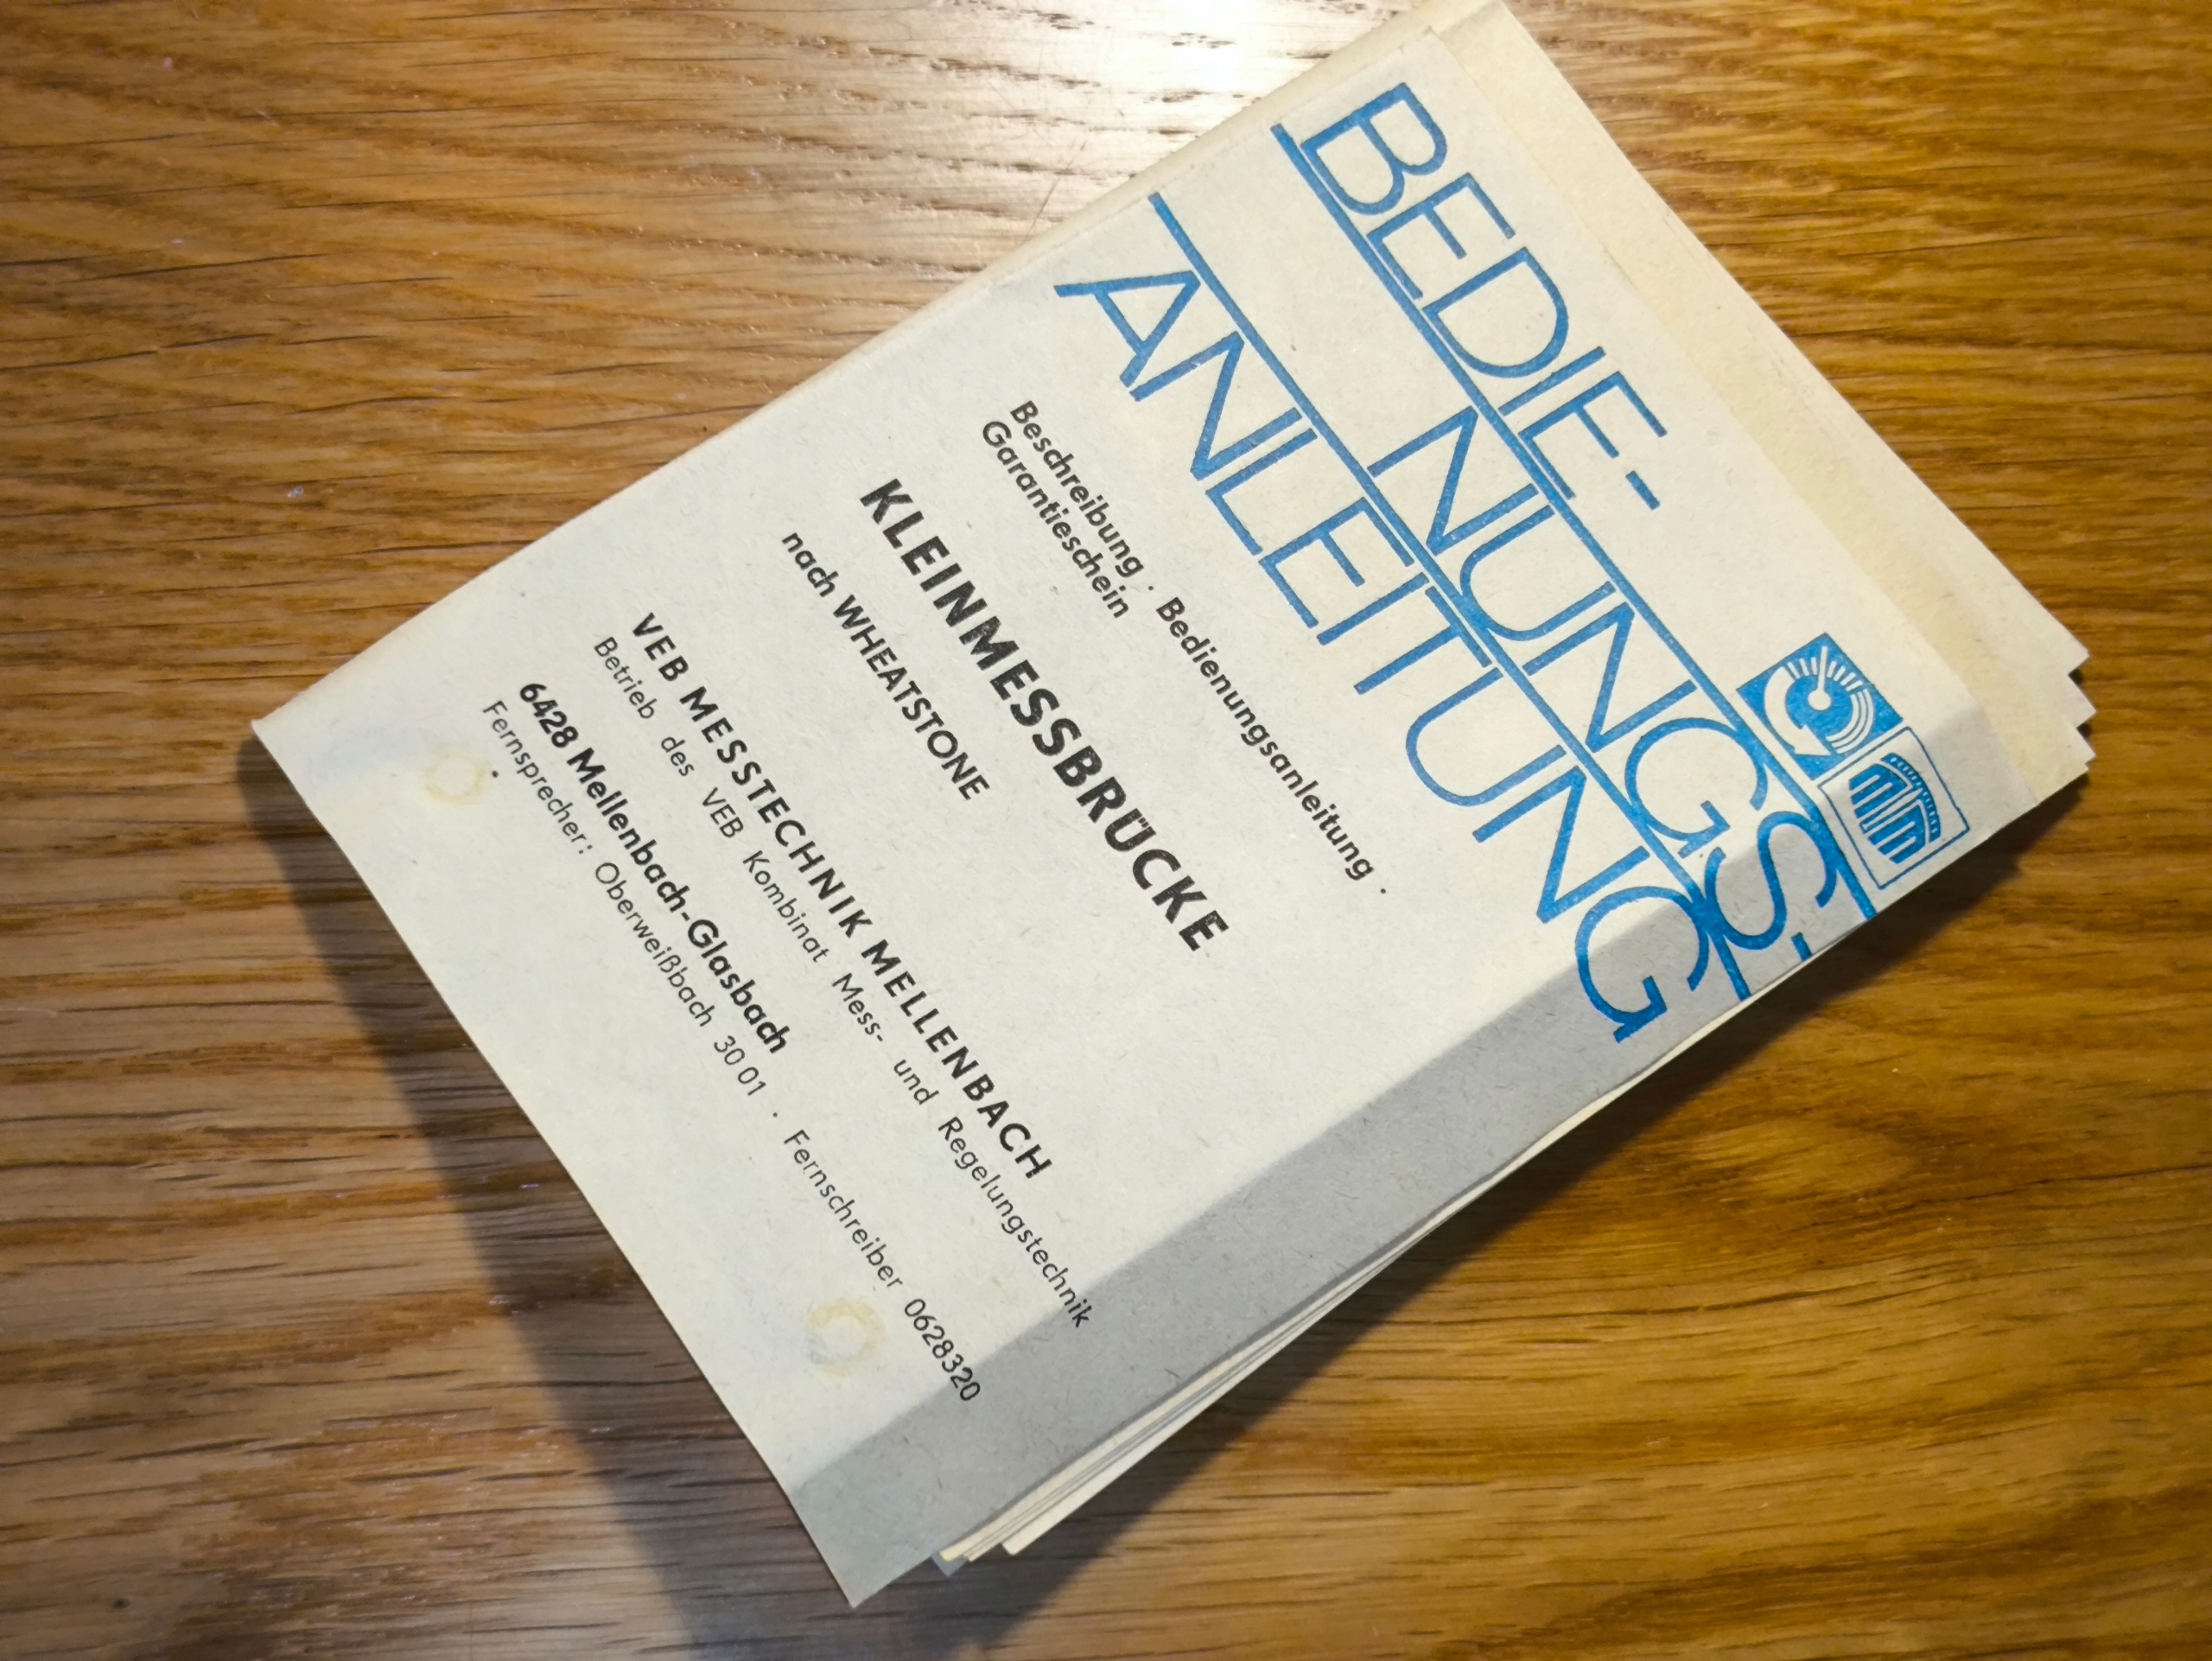 BEDIE-
NUNGS-
ANLEITUNG
Beschreibung · Bedienungsanleitung ·
Garantieschein
KLEINMESSBRÜCKE
nach WHEATSTONE
VEB MESSTECHNIK MELLENBACH
Betrieb des VEB Kombinat Mess- und Regelungstechnik
6428 Mellenbach-Glasbach
Fernsprecher: Oberweißbach 30 01 · Fernschreiber 0628320